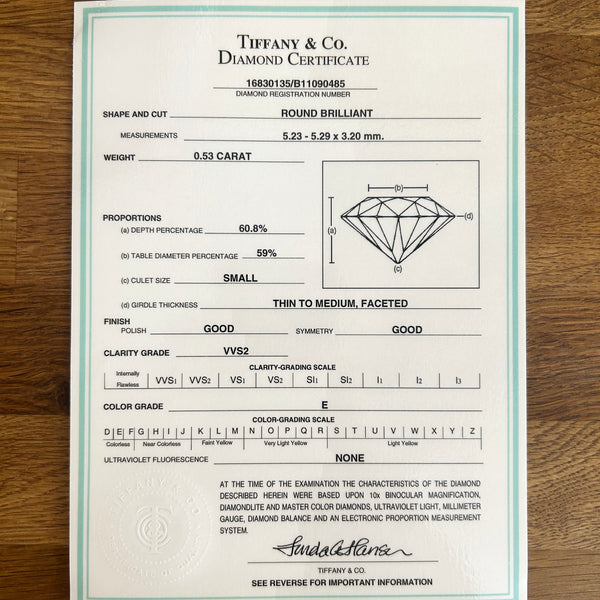 TIFFANY & CO.
DIAMOND CERTIFICATE
16830135/B11090485
DIAMOND REGISTRATION NUMBER
SHAPE AND CUT ROUND BRILLIANT
MEASUREMENTS 5.23 - 5.29 x 3.20 mm.
WEIGHT 0.53 CARAT
(b)
(a)
(d)
(c)
PROPORTIONS
(a) DEPTH PERCENTAGE 60.8%
(b) TABLE DIAMETER PERCENTAGE 59%
(c) CULET SIZE SMALL
(d) GIRDLE THICKNESS THIN TO MEDIUM, FACETED
FINISH
POLISH GOOD SYMMETRY GOOD
CLARITY GRADE VVS2
CLARITY-GRADING SCALE
Internally Flawless VVS1 VVS2 VS1 VS2 SI1 SI2 I1 I2 I3
COLOR GRADE E
COLOR-GRADING SCALE
D E F G H I J K L M N O P Q R S T U V W X Y Z
Colorless Near Colorless Faint Yellow Very Light Yellow Light Yellow
ULTRAVIOLET FLUORESCENCE NONE
AT THE TIME OF THE EXAMINATION THE CHARACTERISTICS OF THE DIAMOND
DESCRIBED HEREIN WERE BASED UPON 10x BINOCULAR MAGNIFICATION,
DIAMONDLITE AND MASTER COLOR DIAMONDS, ULTRAVIOLET LIGHT, MILLIMETER
GAUGE, DIAMOND BALANCE AND AN ELECTRONIC PROPORTION MEASUREMENT
SYSTEM.
TIFFANY & CO.
TIFFANY & CO.
SEE REVERSE FOR IMPORTANT INFORMATION